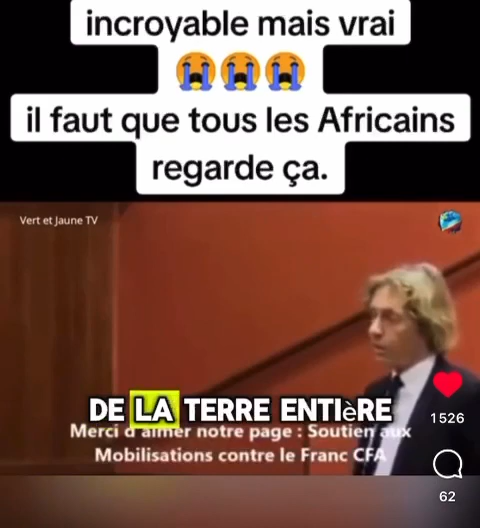 incroyable mais vrai
😭😭😭
il faut que tous les Africains
regarde ça.
Vert et Jaune TV
DE LA TERRE ENTIèRE
Merci d'aimer notre page : Soutien aux
Mobilisations contre le Franc CFA
1526
62